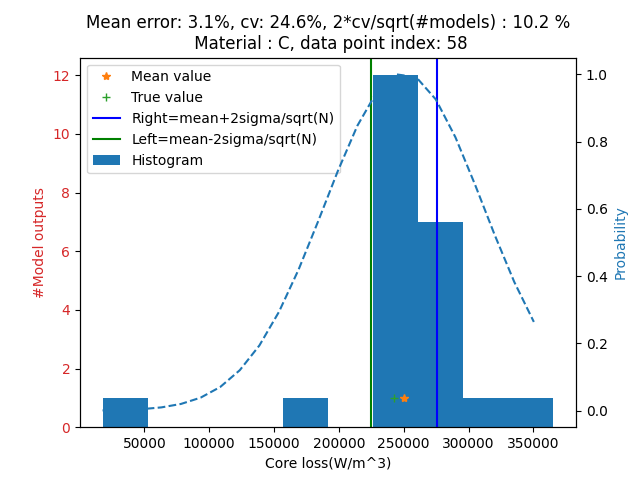 Mean error: 3.1%, cv: 24.6%, 2*cv/sqrt(#models) : 10.2 %
Material : C, data point index: 58
Mean value
True value
Right=mean+2sigma/sqrt(N)
Left=mean-2sigma/sqrt(N)
Histogram
#Model outputs
12
10
8
6
4
2
0
Probability
1.0
0.8
0.6
0.4
0.2
0.0
50000 100000 150000 200000 250000 300000 350000
Core loss(W/m^3)